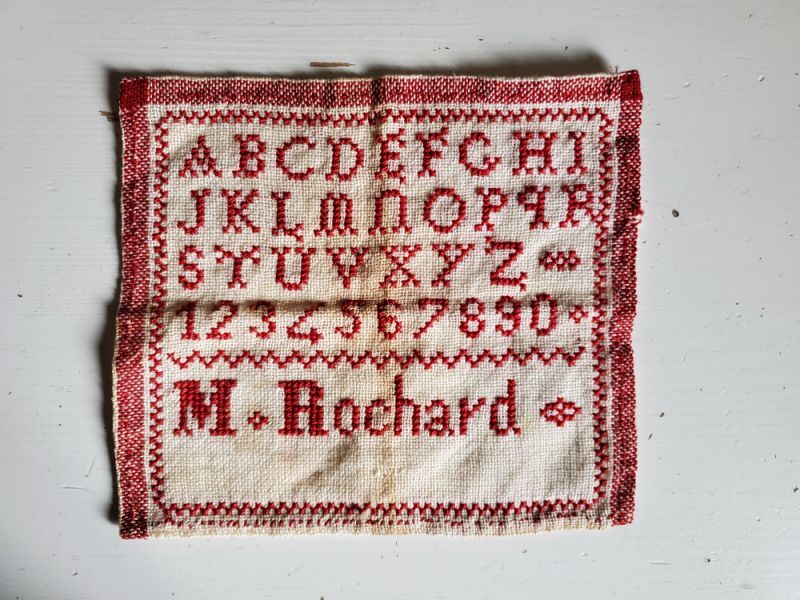 ABCDEFGHI
JKLMNOPqR
STUVXYZ
1234567890
M Rochard